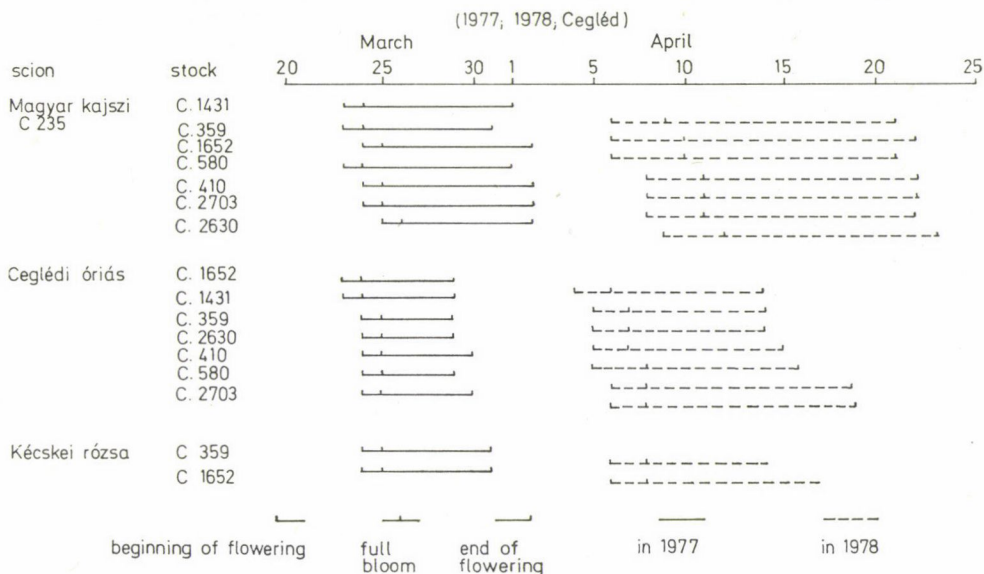 (1977; 1978; Cegléd)
March April
scion stock 20 25 30 1 5 10 15 20 25
Magyar kajszi C. 1431
C 235 C. 359
C. 1652
C. 580
C. 410
C. 2703
C. 2630
Ceglédi óriás C. 1652
C. 1431
C. 359
C. 2630
C. 410
C. 580
C. 2703
Kécskei rózsa C 359
C 1652
beginning of flowering full bloom end of flowering in 1977 in 1978